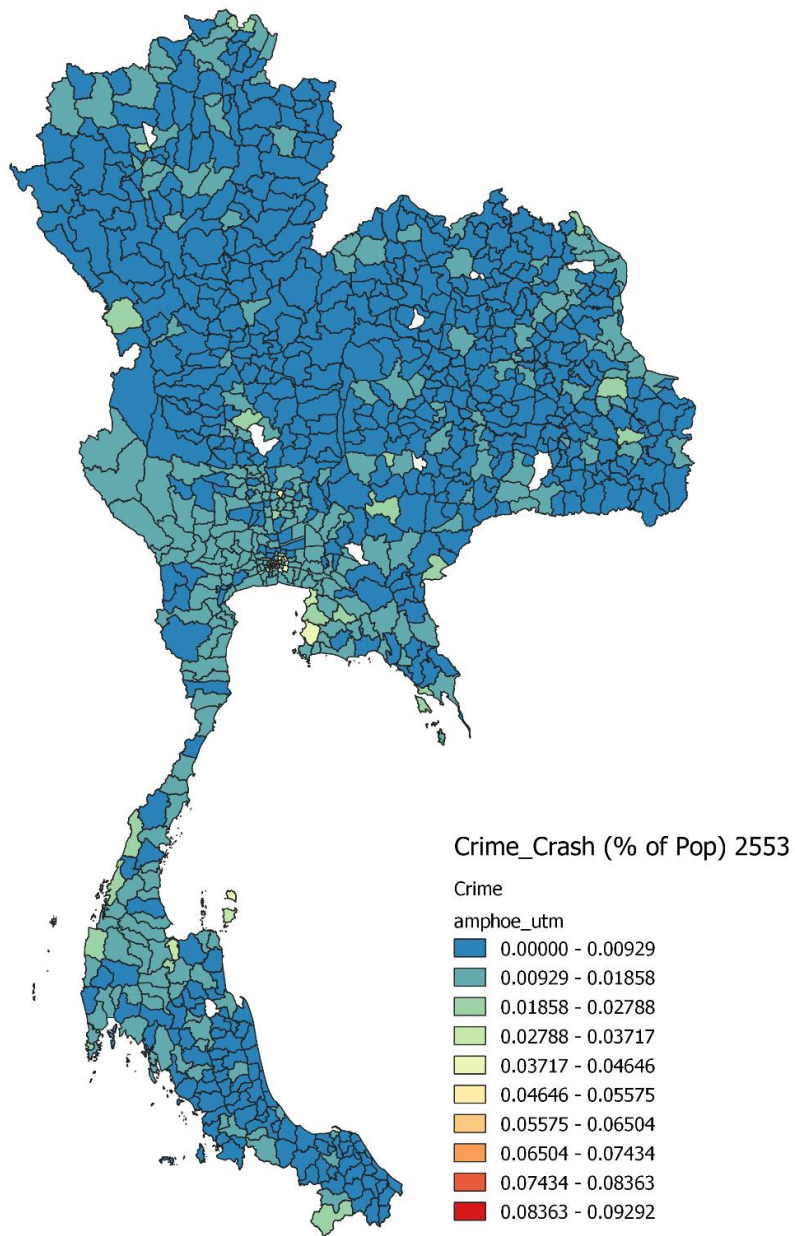 Crime_Crash (% of Pop) 2553
Crime
amphoe_utm
0.00000 - 0.00929
0.00929 - 0.01858
0.01858 - 0.02788
0.02788 - 0.03717
0.03717 - 0.04646
0.04646 - 0.05575
0.05575 - 0.06504
0.06504 - 0.07434
0.07434 - 0.08363
0.08363 - 0.09292